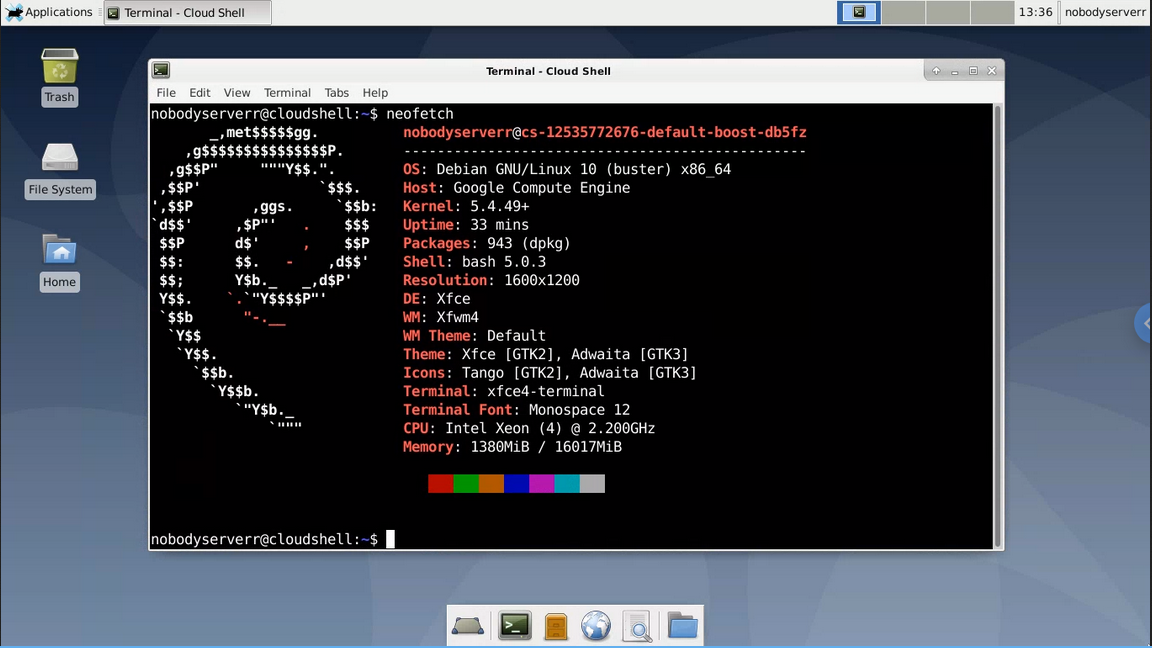 Applications
Terminal - Cloud Shell
13:36
nobodyserverr
Trash
File System
Home
Terminal - Cloud Shell
File Edit View Terminal Tabs Help
nobodyserverr@cloudshell:~$ neofetch
nobodyserverr@cs-12535772676-default-boost-db5fz
------------------------------------------------
OS: Debian GNU/Linux 10 (buster) x86_64
Host: Google Compute Engine
Kernel: 5.4.49+
Uptime: 33 mins
Packages: 943 (dpkg)
Shell: bash 5.0.3
Resolution: 1600x1200
DE: Xfce
WM: Xfwm4
WM Theme: Default
Theme: Xfce [GTK2], Adwaita [GTK3]
Icons: Tango [GTK2], Adwaita [GTK3]
Terminal: xfce4-terminal
Terminal Font: Monospace 12
CPU: Intel Xeon (4) @ 2.200GHz
Memory: 1380MiB / 16017MiB
nobodyserverr@cloudshell:~$